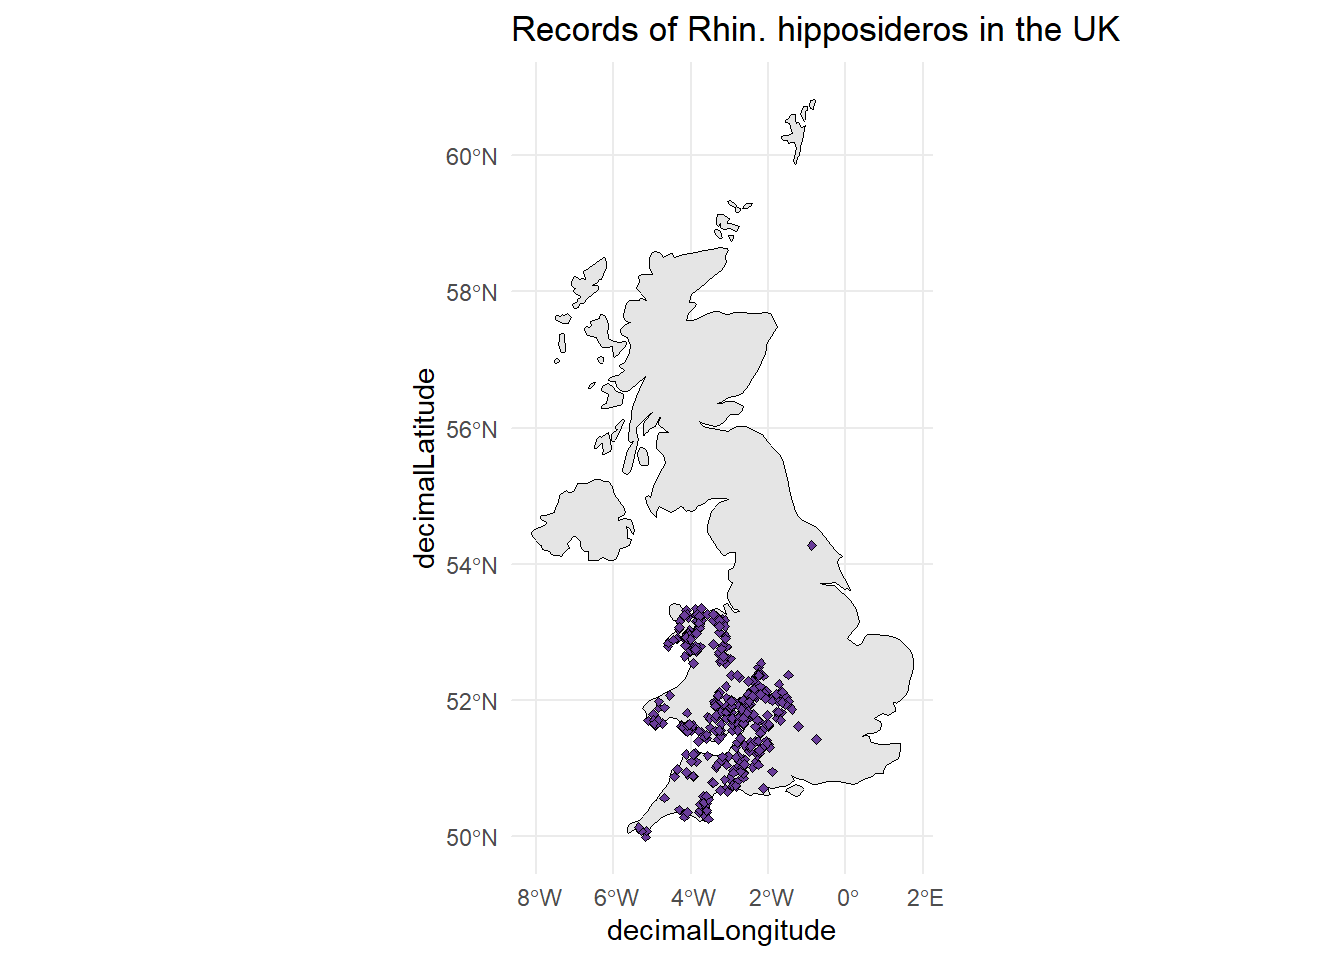 Records of Rhin. hipposideros in the UK
60°N
58°N
56°N
54°N
52°N
50°N
decimalLatitude
8°W 6°W 4°W 2°W 0° 2°E
decimalLongitude